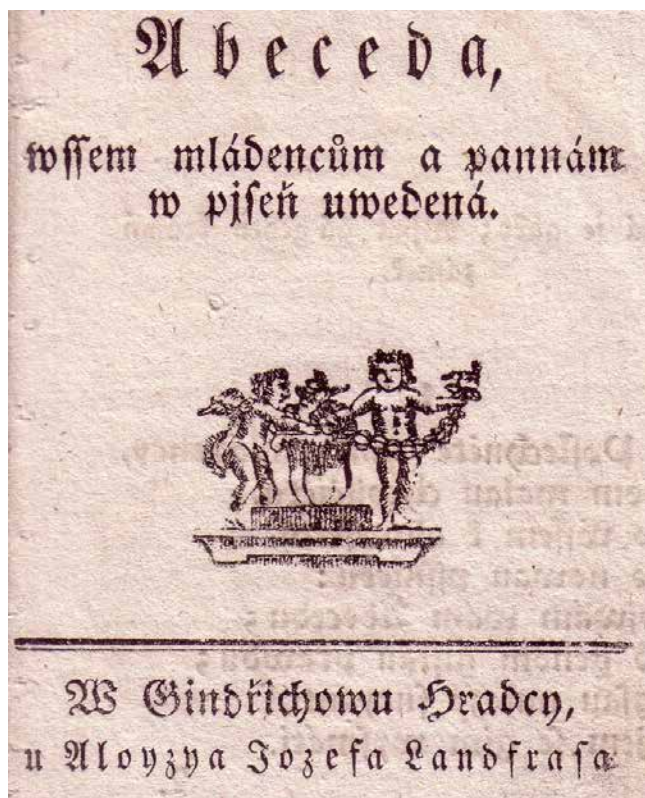 Abeceda,
wſſem mládencům a pannám
w pjſeň uwedená.
W Gindřichowu Hradcy,
u Aloyzya Jozefa Landfraſa